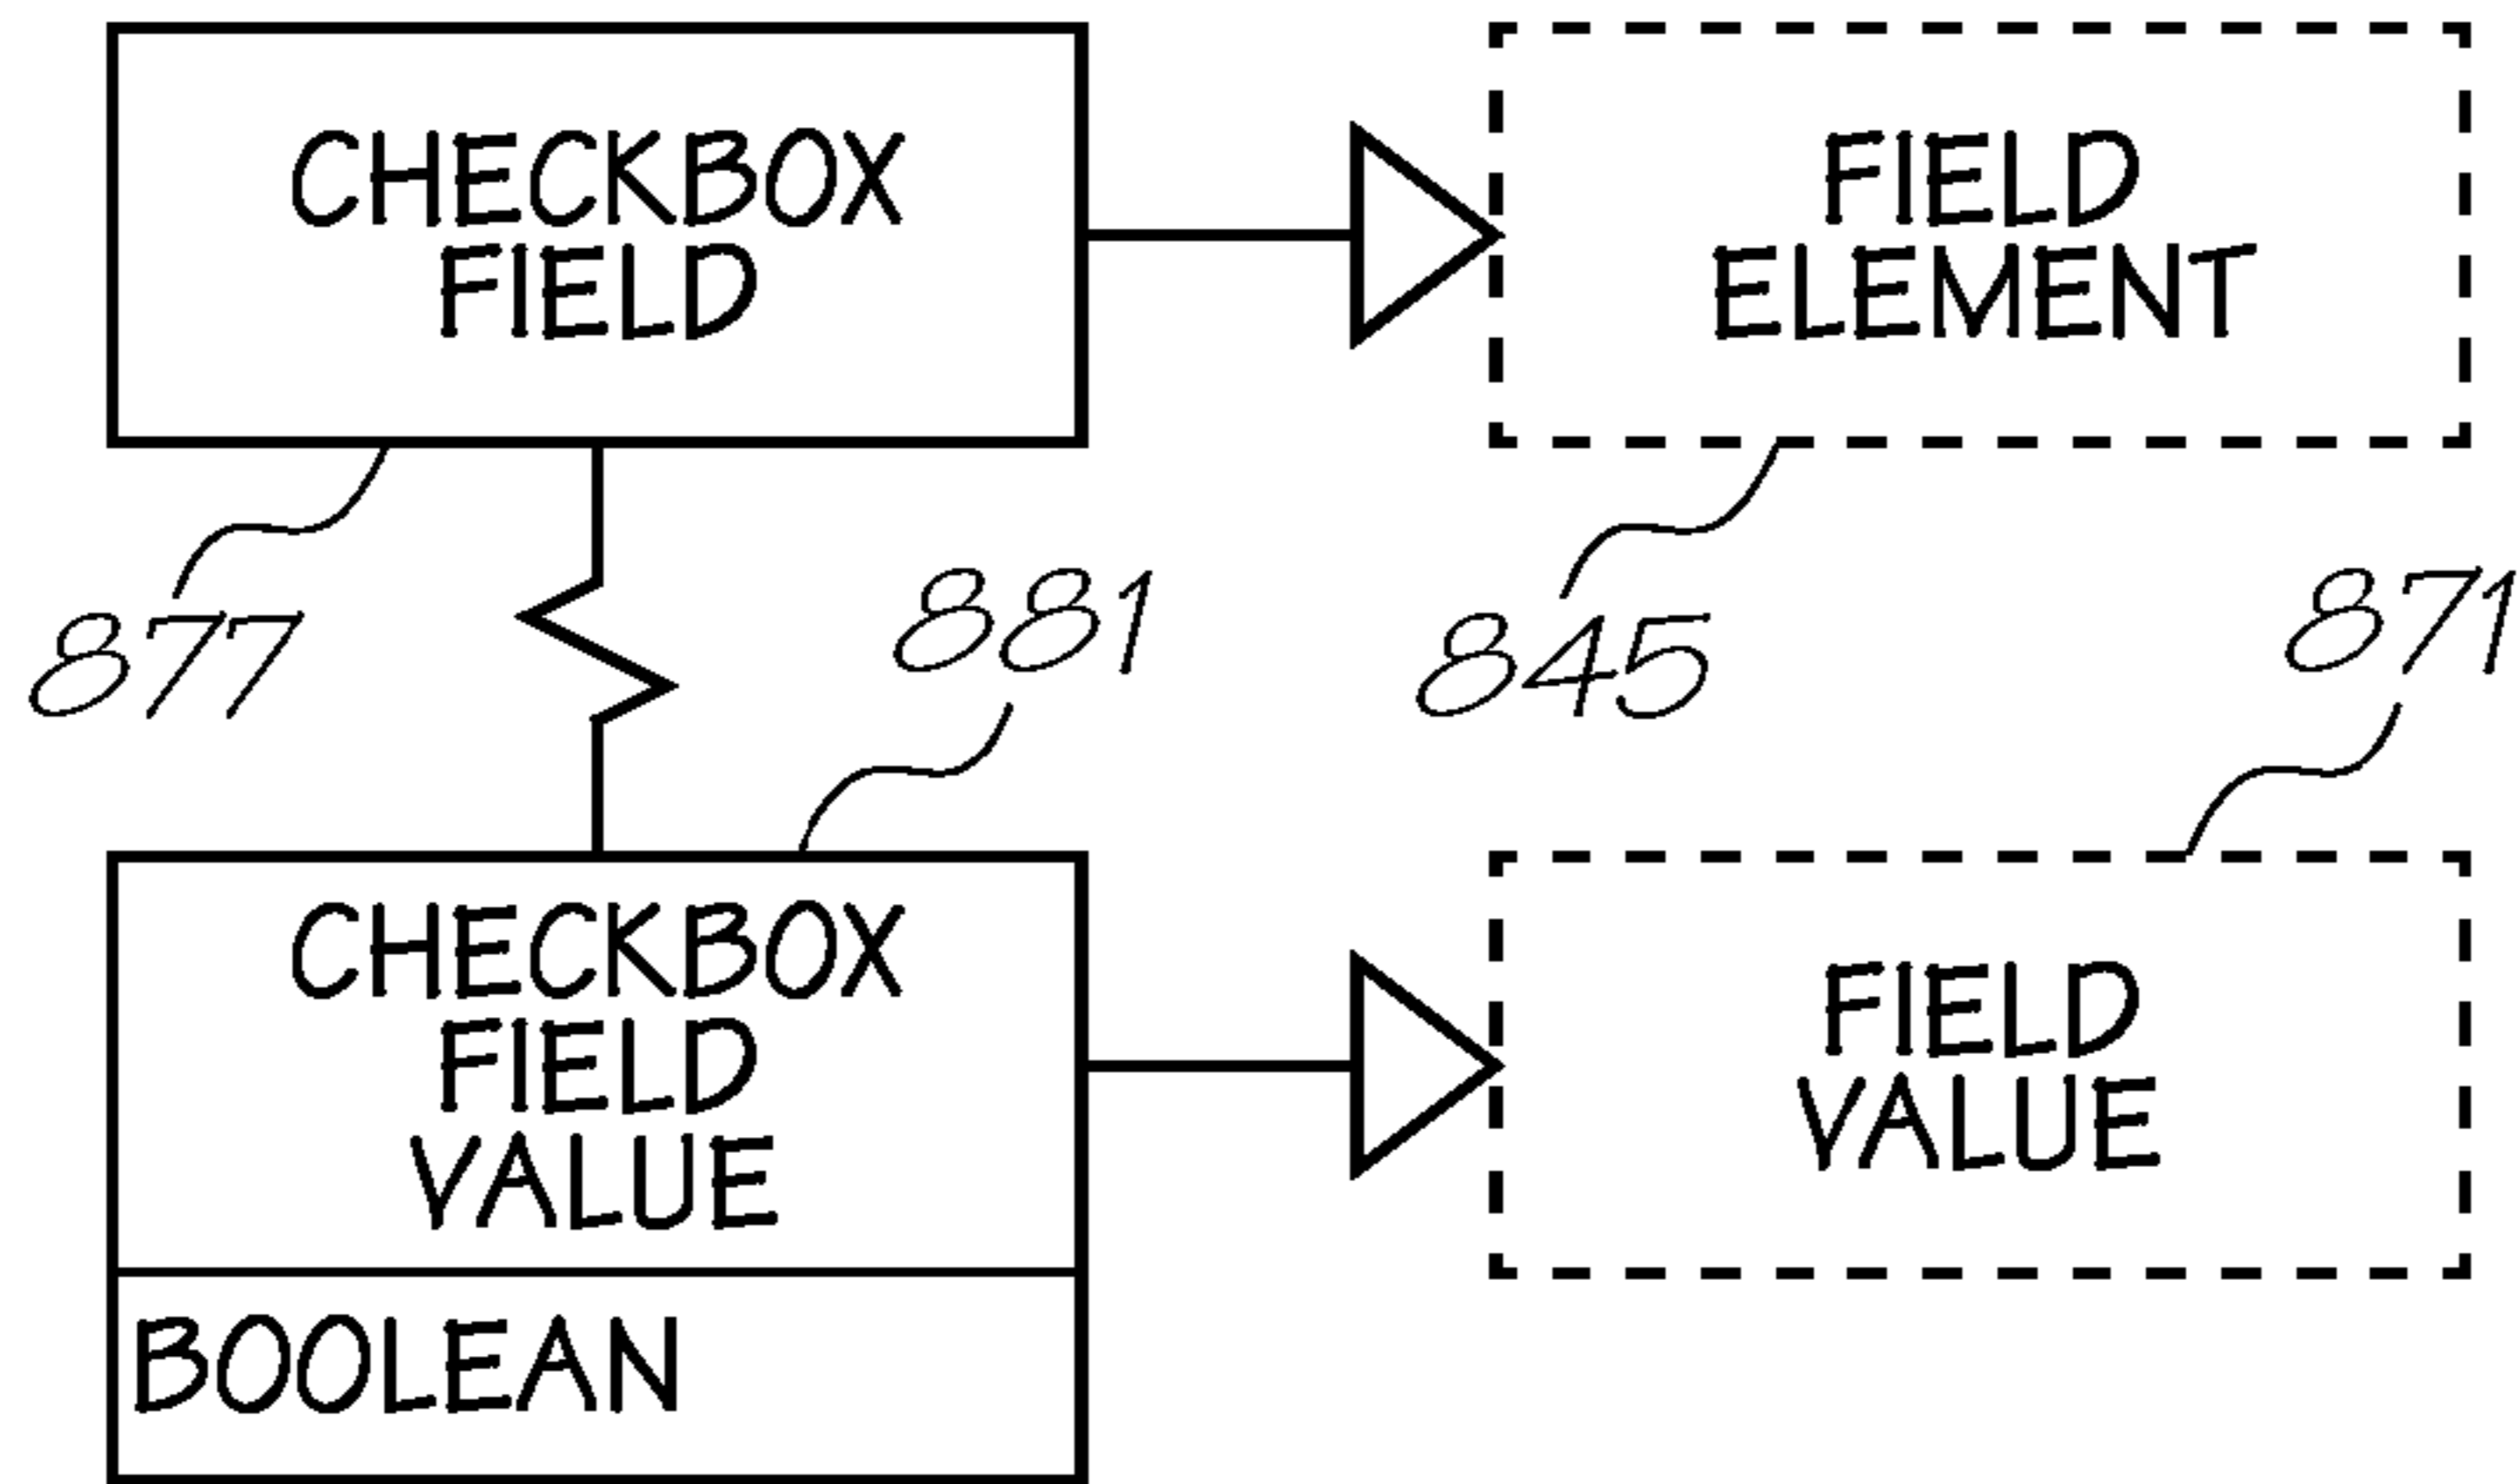 CHECKBOX
FIELD
FIELD
ELEMENT
877
881
845
871
CHECKBOX
FIELD
VALUE
FIELD
VALUE
BOOLEAN